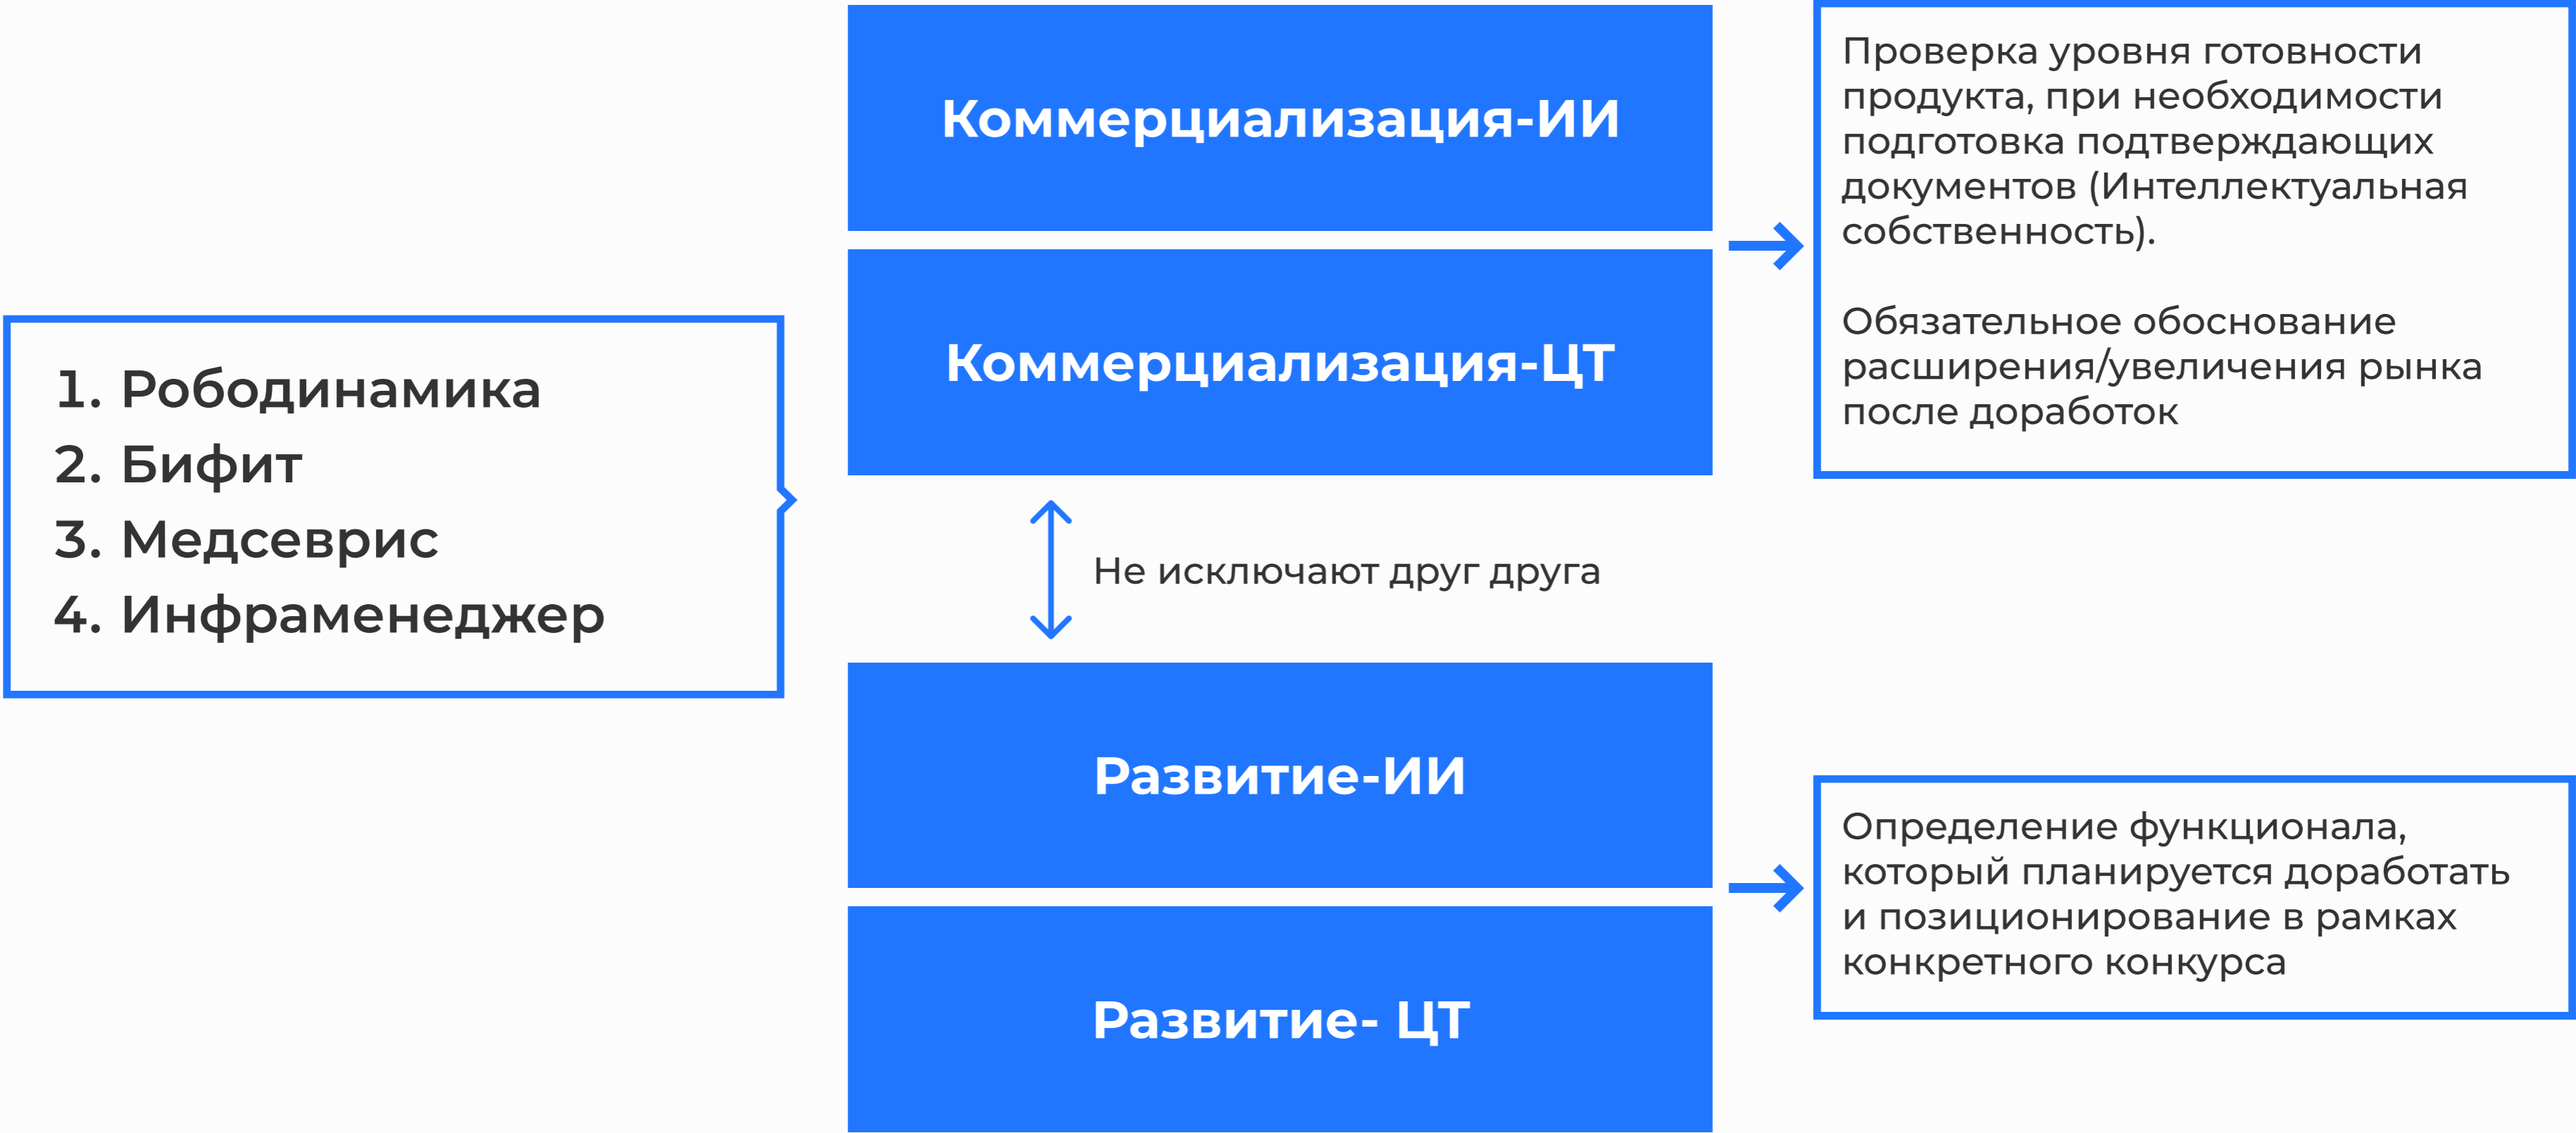 1. Рободинамика
2. Бифит
3. Медсеврис
4. Инфраменеджер
Коммерциализация-ИИ
Коммерциализация-ЦТ
Не исключают друг друга
Развитие-ИИ
Развитие- ЦТ
Проверка уровня готовности
продукта, при необходимости
подготовка подтверждающих
документов (Интеллектуальная
собственность).
Обязательное обоснование
расширения/увеличения рынка
после доработок
Определение функционала,
который планируется доработать
и позиционирование в рамках
конкретного конкурса